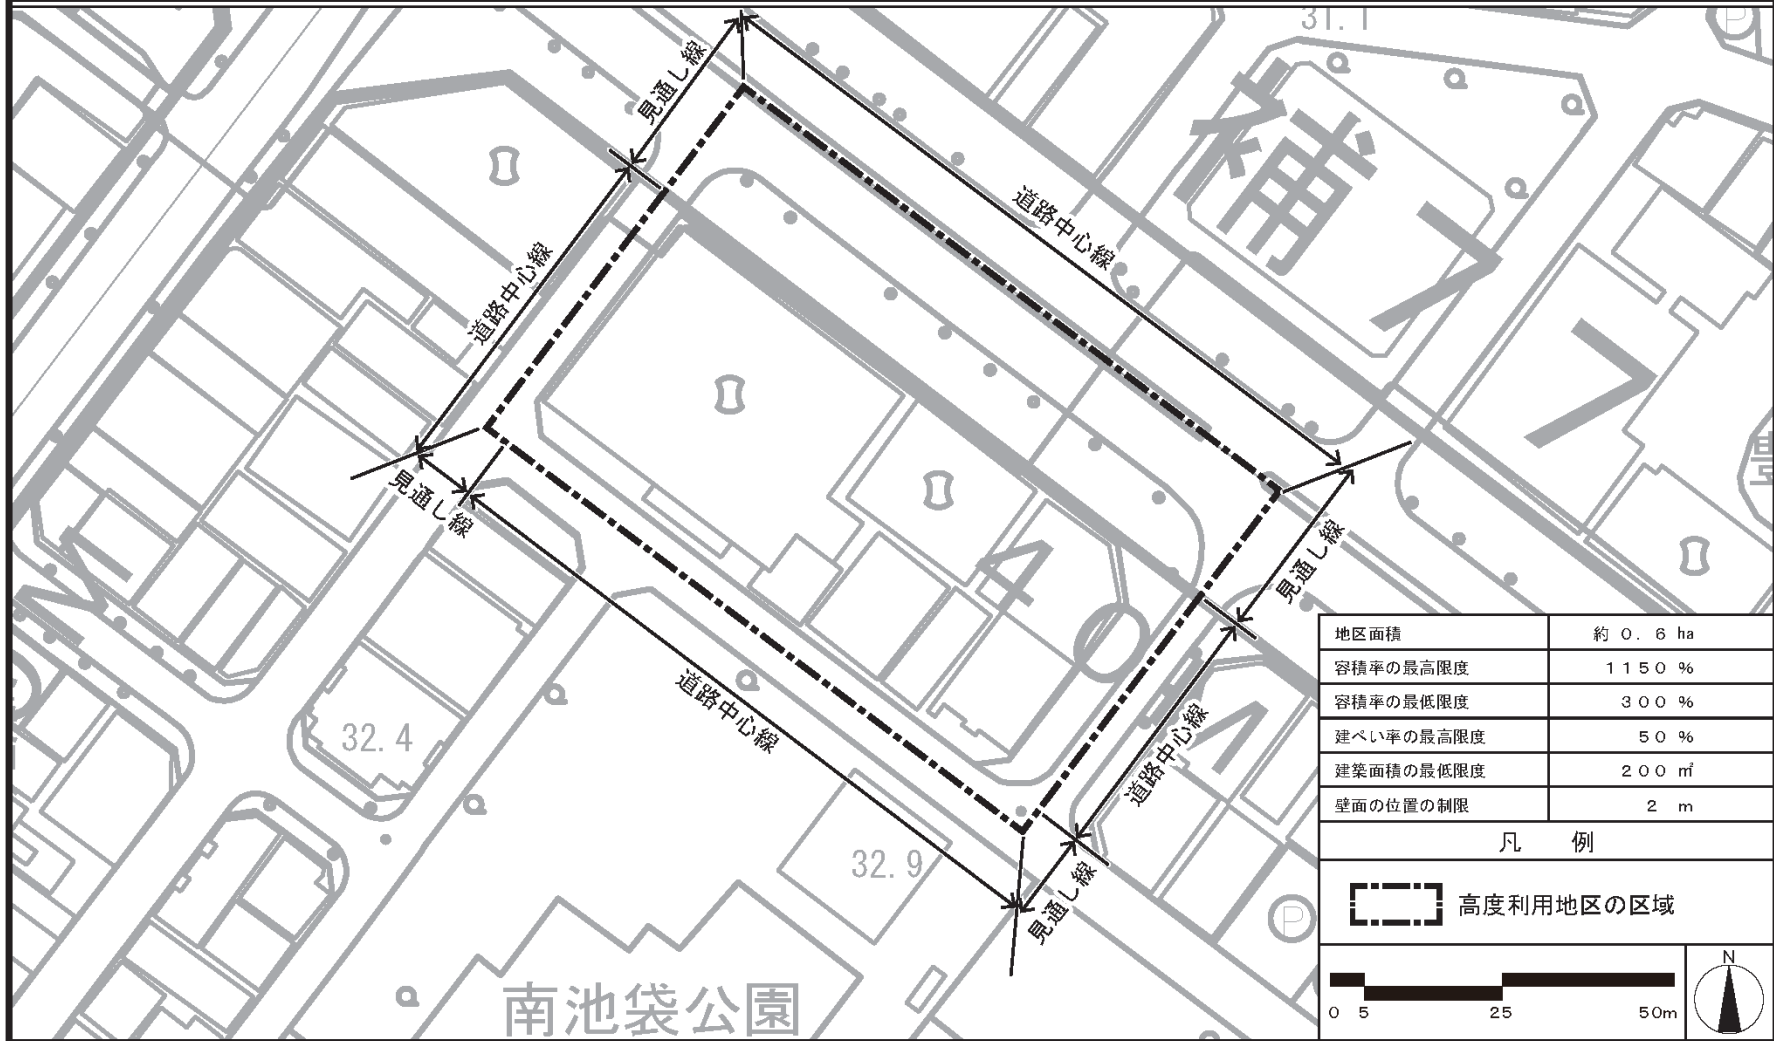 31.1
P
見通し線
補77
道路中心線
道路中心線
見通し線
見通し線
40
道路中心線
道路中心線
見通し線
32.4
32.9
P
豊
南池袋公園
地区面積 約 0．6 ha
容積率の最高限度 1150 %
容積率の最低限度 300 %
建ぺい率の最高限度 50 %
建築面積の最低限度 200 ㎡
壁面の位置の制限 2 m
凡 例
高度利用地区の区域
0 5 25 50m
N